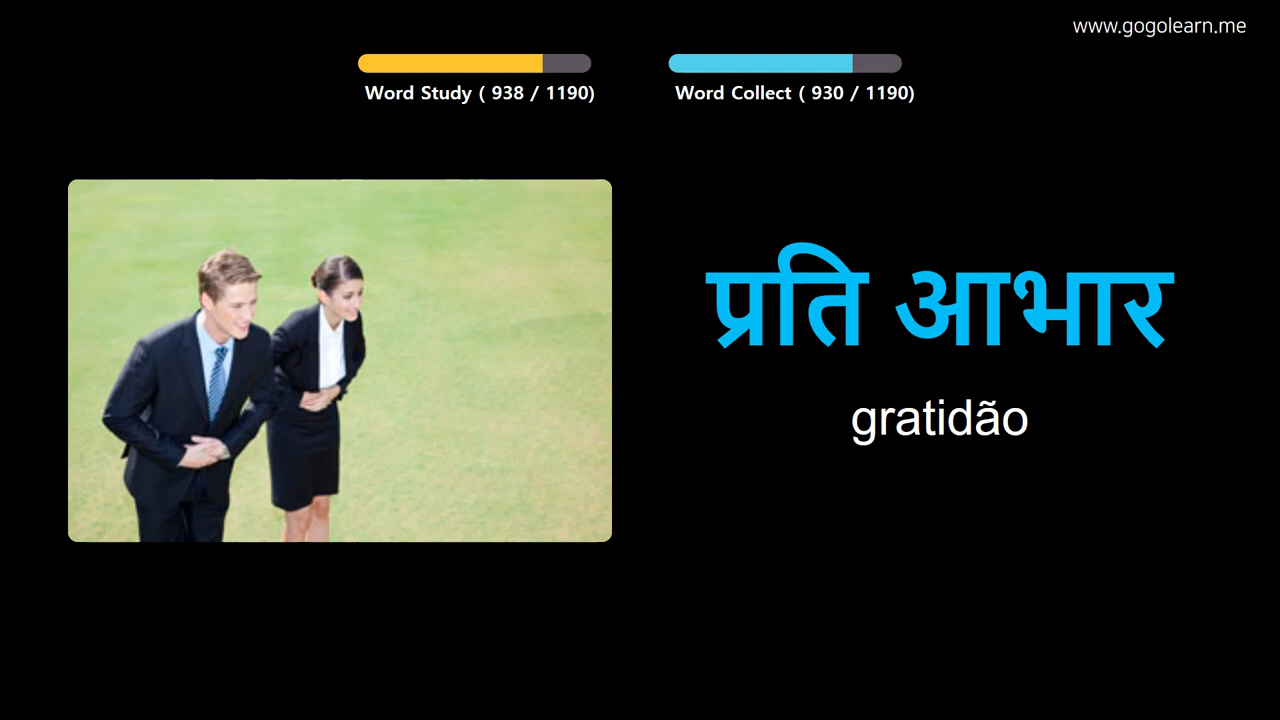 www.gogolearn.me
Word Study ( 938 / 1190)
Word Collect ( 930 / 1190)
प्रति आभार
gratidão